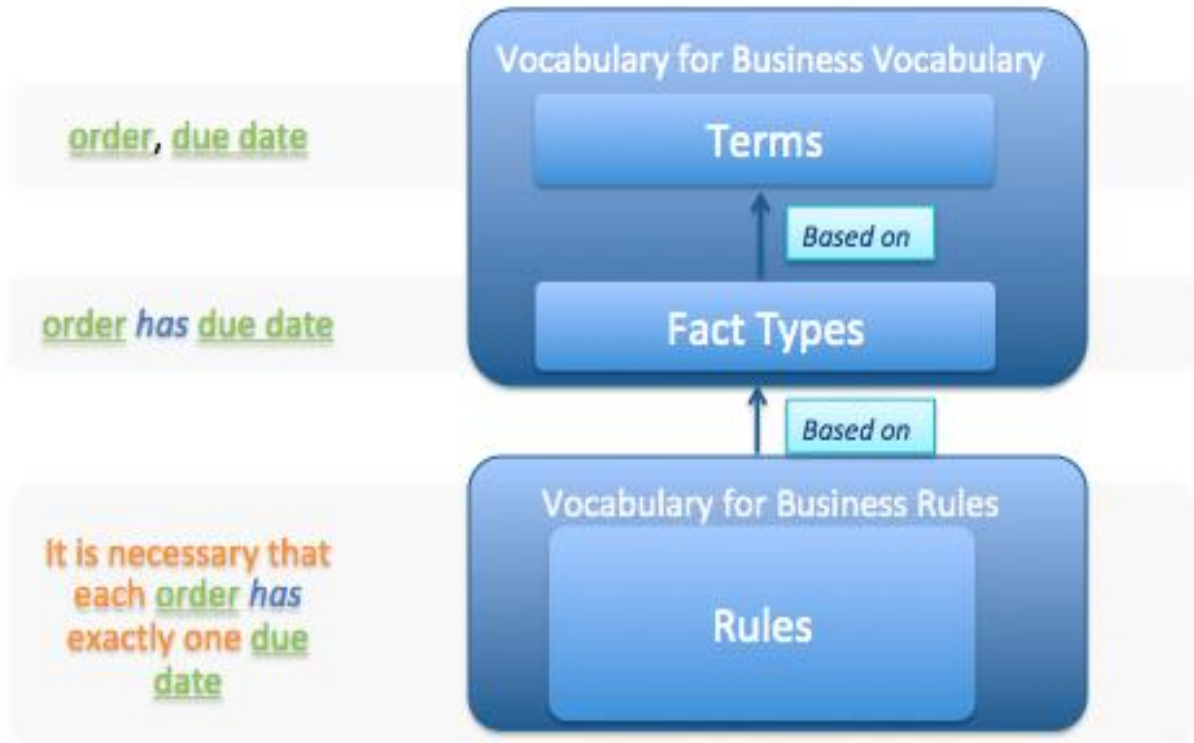 Vocabulary for Business Vocabulary
order, due date
Terms
Based on
order has due date
Fact Types
Based on
Vocabulary for Business Rules
It is necessary that
each order has
exactly one due
date
Rules